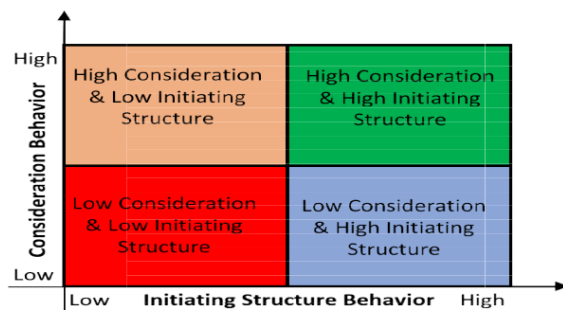 High
High Consideration
& Low Initiating
Structure
High Consideration
& High Initiating
Structure
Consideration Behavior
Low Consideration
& Low Initiating
Structure
Low Consideration
& High Initiating
Structure
Low
Low
Initiating Structure Behavior
High